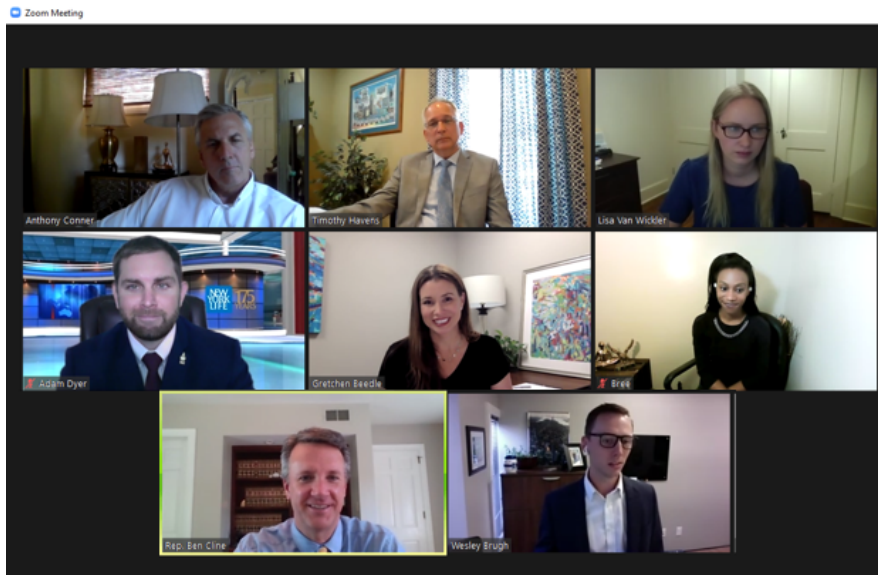 Zoom Meeting
Anthony Conner
Timothy Havens
Lisa Van Wickler
NEW
YORK
LIFE
175
YEARS
Adam Dyer
Gretchen Beedle
Bree
Rep. Ben Cline
Wesley Brugh